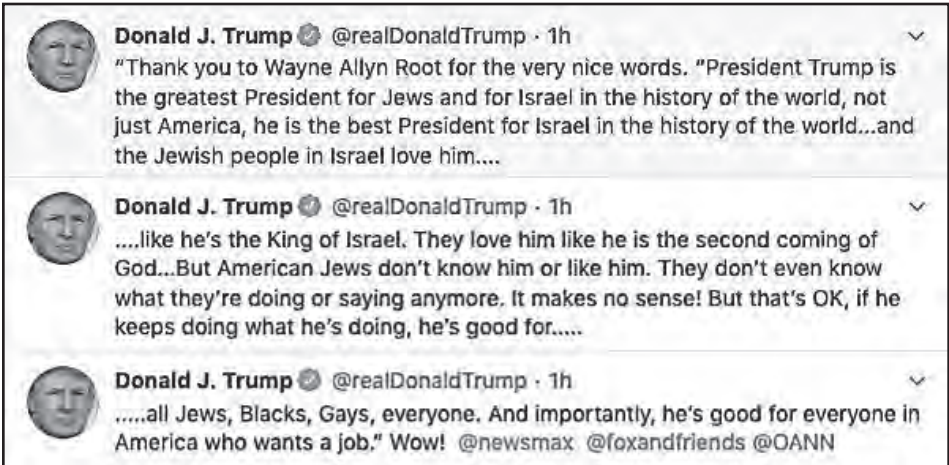 Donald J. Trump @realDonaldTrump · 1h
“Thank you to Wayne Allyn Root for the very nice words. “President Trump is
the greatest President for Jews and for Israel in the history of the world, not
just America, he is the best President for Israel in the history of the world...and
the Jewish people in Israel love him....
Donald J. Trump @realDonaldTrump · 1h
....like he’s the King of Israel. They love him like he is the second coming of
God...But American Jews don’t know him or like him. They don’t even know
what they’re doing or saying anymore. It makes no sense! But that’s OK, if he
keeps doing what he’s doing, he’s good for.....
Donald J. Trump @realDonaldTrump · 1h
.....all Jews, Blacks, Gays, everyone. And importantly, he’s good for everyone in
America who wants a job.” Wow! @newsmax @foxandfriends @OANN